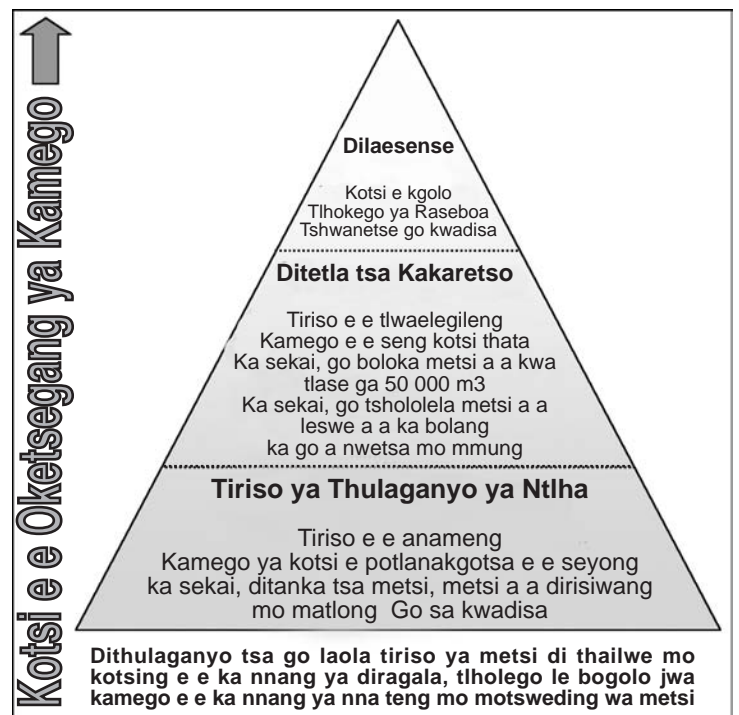 Kotsi e e Oketsegang ya Kamego
Dilaesense
Kotsi e kgolo
Tlhokego ya Raseboa
Tshwanetse go kwadisa
Ditetla tsa Kakaretso
Tiriso e e tlwaelegileng
Kamego e e seng kotsi thata
Ka sekai, go boloka metsi a a kwa
tlase ga 50 000 m3
Ka sekai, go tshololela metsi a a
leswe a a ka bolang
ka go a nwetsa mo mmung
Tiriso ya Thulaganyo ya Ntlha
Tiriso e e anameng
Kamego ya kotsi e potlanakgotsa e e seyong
ka sekai, ditanka tsa metsi, metsi a a dirisiwang
mo matlong Go sa kwadisa
Dithulaganyo tsa go laola tiriso ya metsi di thailwe mo
kotsing e e ka nnang ya diragala, tlholego le bogolo jwa
kamego e e ka nnang ya nna teng mo motsweding wa metsi